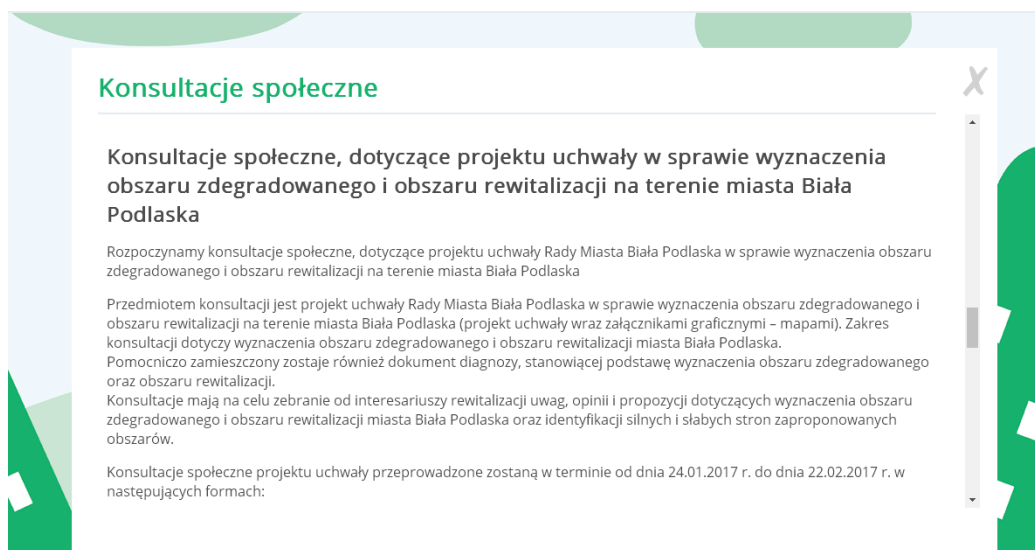 Konsultacje społeczne
Konsultacje społeczne, dotyczące projektu uchwały w sprawie wyznaczenia
obszaru zdegradowanego i obszaru rewitalizacji na terenie miasta Biała
Podlaska
Rozpoczynamy konsultacje społeczne, dotyczące projektu uchwały Rady Miasta Biała Podlaska w sprawie wyznaczenia obszaru
zdegradowanego i obszaru rewitalizacji na terenie miasta Biała Podlaska
Przedmiotem konsultacji jest projekt uchwały Rady Miasta Biała Podlaska w sprawie wyznaczenia obszaru zdegradowanego i
obszaru rewitalizacji na terenie miasta Biała Podlaska (projekt uchwały wraz załącznikami graficznymi – mapami). Zakres
konsultacji dotyczy wyznaczenia obszaru zdegradowanego i obszaru rewitalizacji miasta Biała Podlaska.
Pomocniczo zamieszczony zostaje również dokument diagnozy, stanowiącej podstawę wyznaczenia obszaru zdegradowanego
oraz obszaru rewitalizacji.
Konsultacje mają na celu zebranie od interesariuszy rewitalizacji uwag, opinii i propozycji dotyczących wyznaczenia obszaru
zdegradowanego i obszaru rewitalizacji miasta Biała Podlaska oraz identyfikacji silnych i słabych stron zaproponowanych
obszarów.
Konsultacje społeczne projektu uchwały przeprowadzone zostaną w terminie od dnia 24.01.2017 r. do dnia 22.02.2017 r. w
następujących formach: